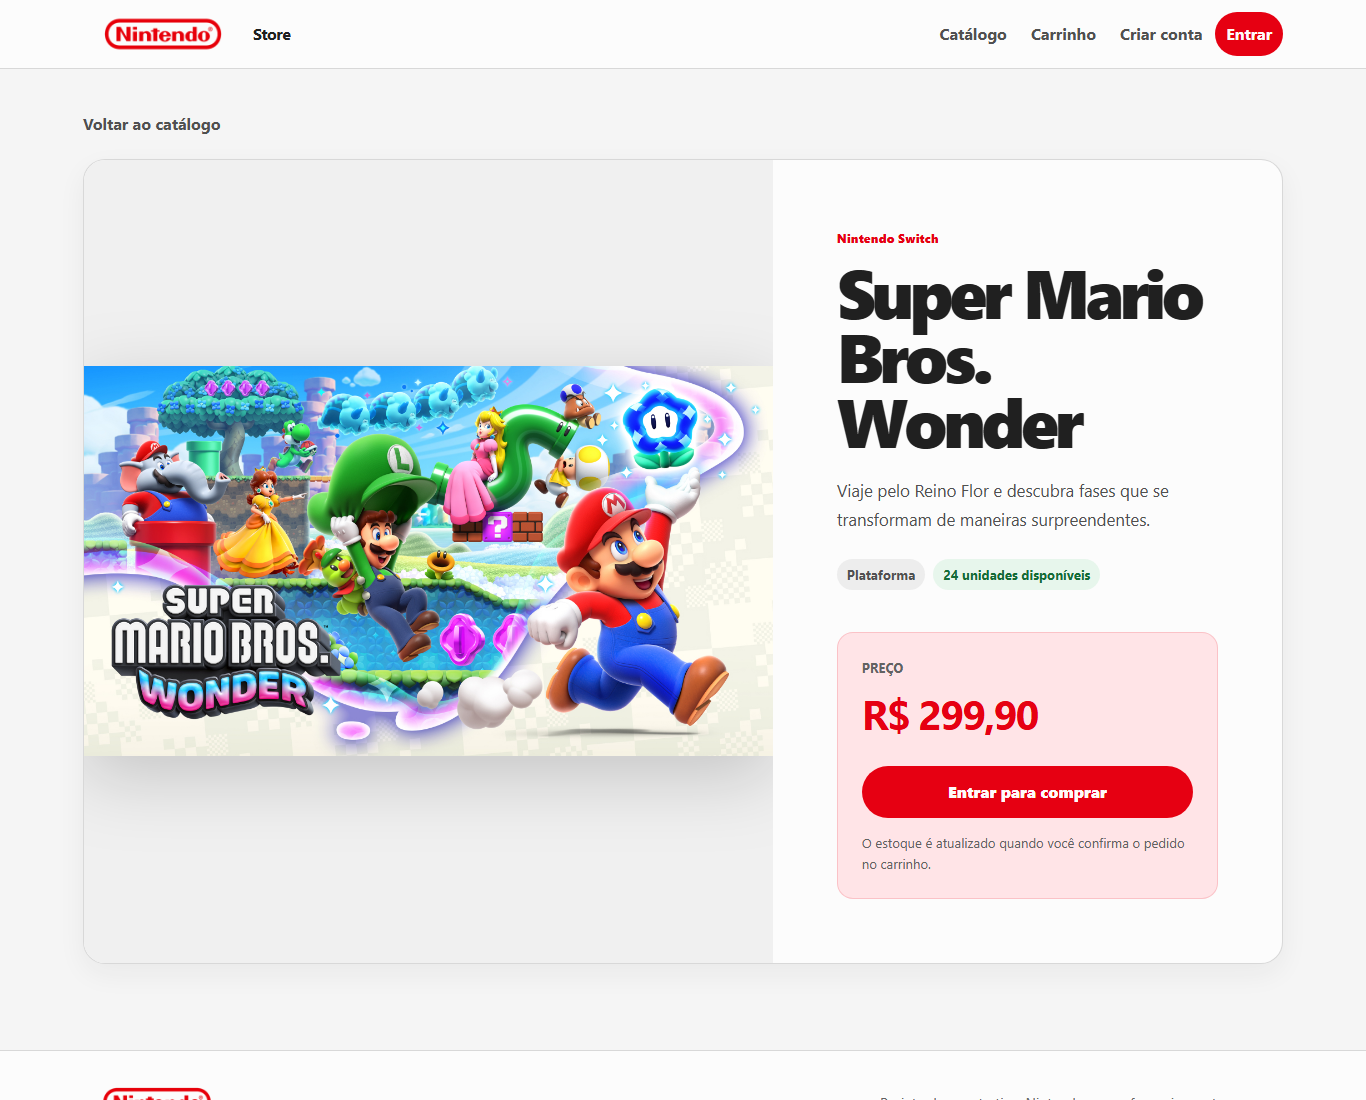 Nintendo
Store
Catálogo
Carrinho
Criar conta
Entrar
Voltar ao catálogo
SUPER
MARIO BROS.
WONDER
Nintendo Switch
Super Mario
Bros.
Wonder
Viaje pelo Reino Flor e descubra fases que se
transformam de maneiras surpreendentes.
Plataforma
24 unidades disponíveis
PREÇO
R$ 299,90
Entrar para comprar
O estoque é atualizado quando você confirma o pedido
no carrinho.
Nintendo